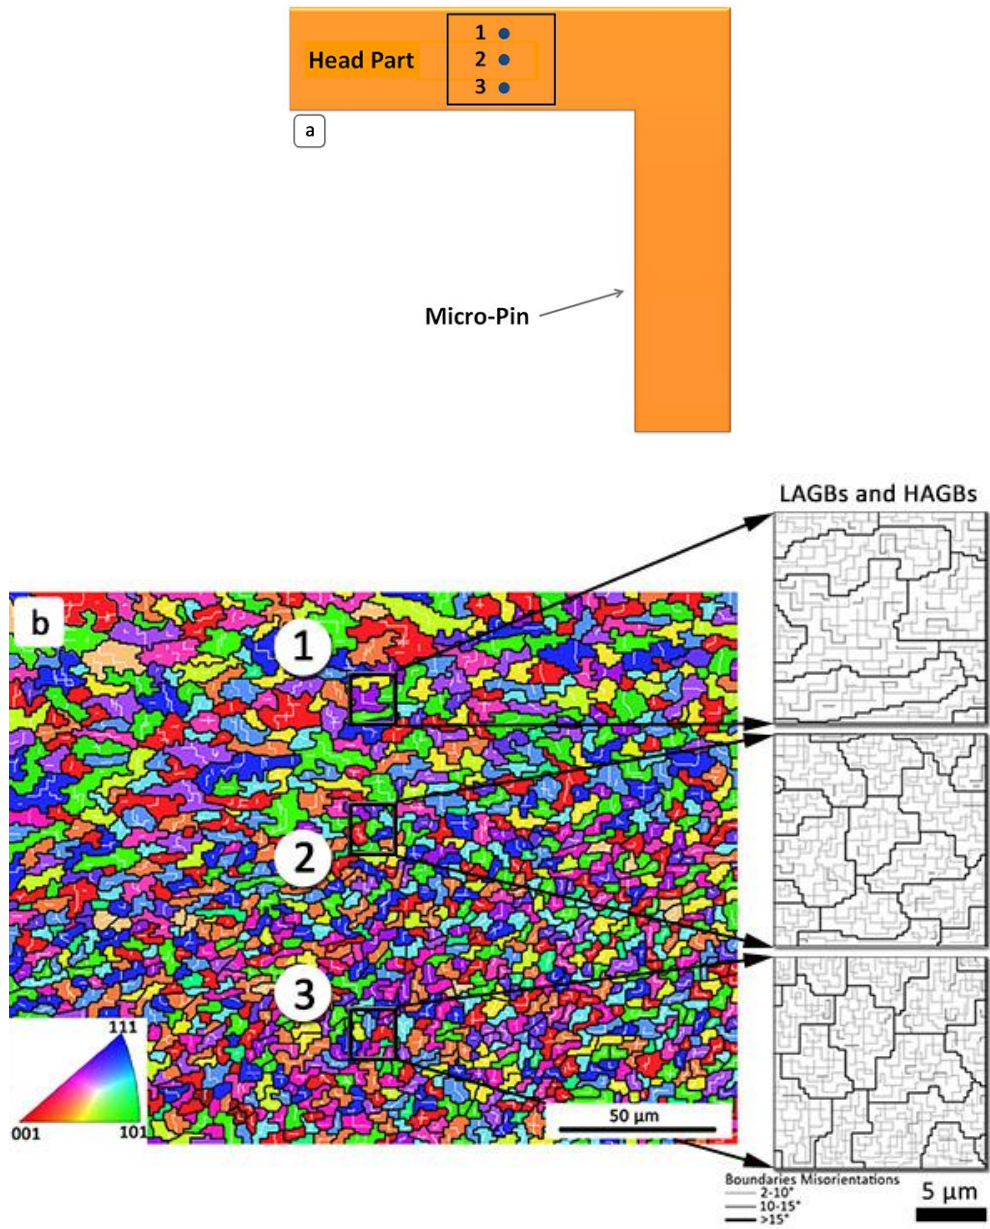 1
Head Part
2
3
a
Micro-Pin
LAGBs and HAGBs
b
1
2
3
111
001
101
50 µm
Boundaries Misorientations
2-10°
10-15°
>15°
5 µm